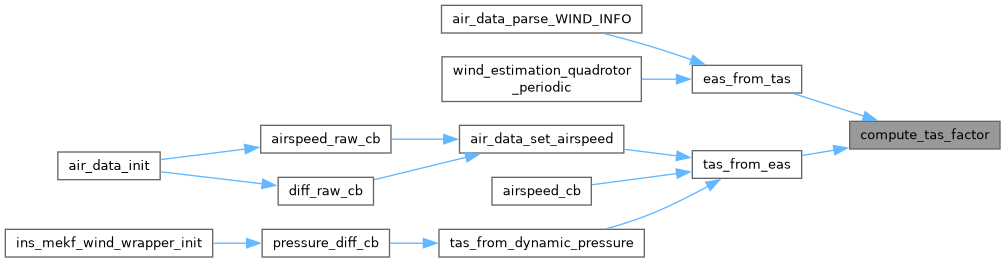 air_data_parse_WIND_INFO
wind_estimation_quadrotor
_periodic
eas_from_tas
compute_tas_factor
airspeed_raw_cb
air_data_set_airspeed
air_data_init
tas_from_eas
diff_raw_cb
airspeed_cb
ins_mekf_wind_wrapper_init
pressure_diff_cb
tas_from_dynamic_pressure